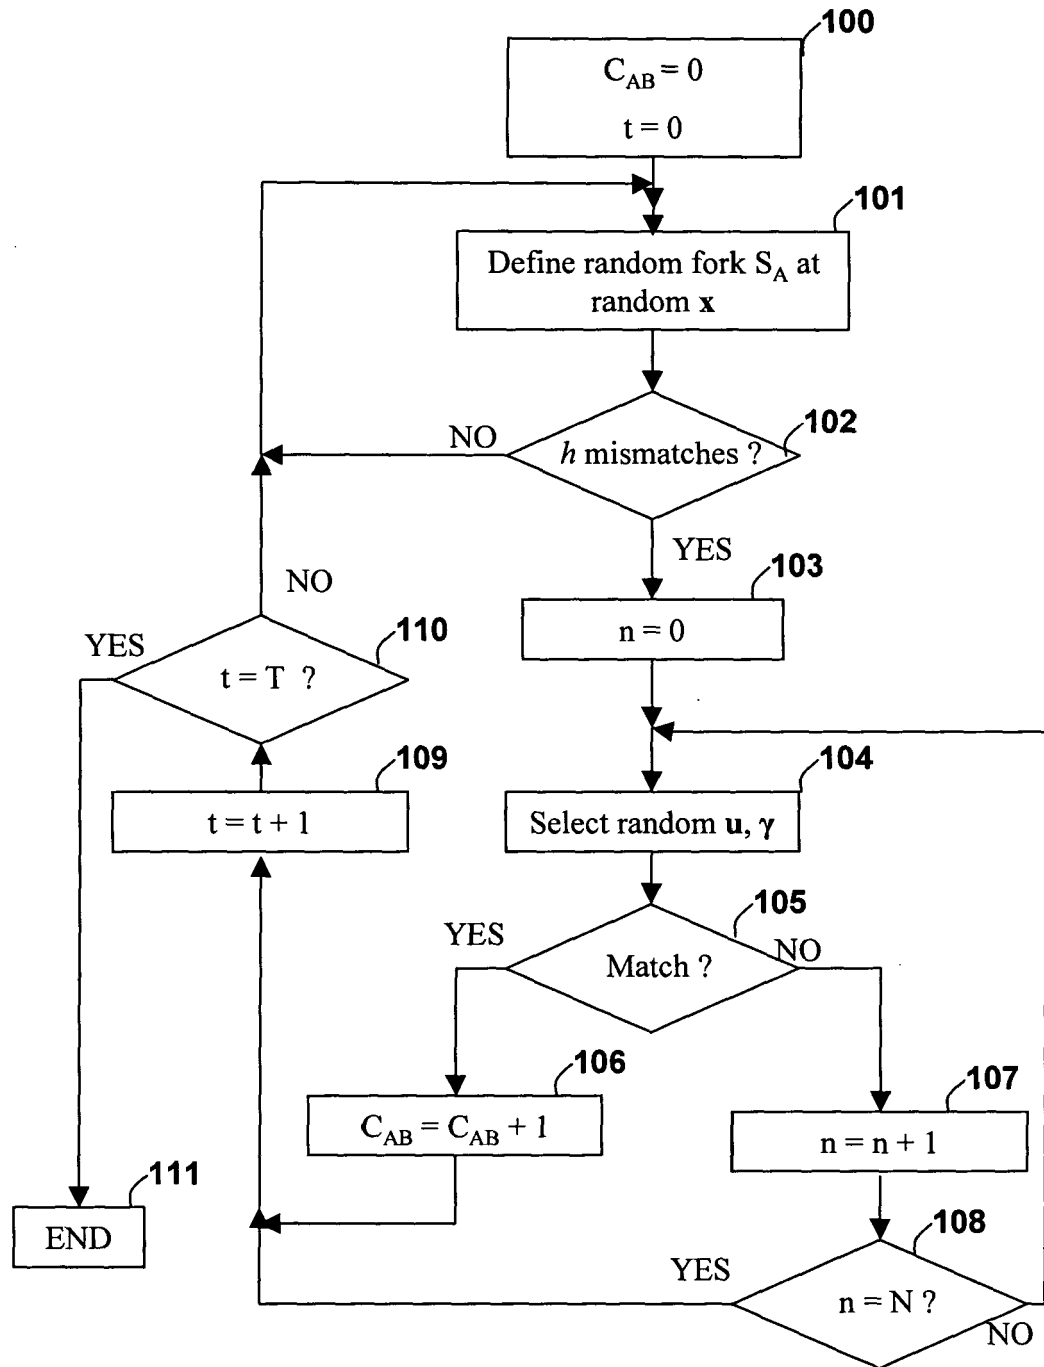 100
C_AB = 0
t = 0
101
Define random fork S_A at
random x
102
NO
h mismatches ?
YES
103
n = 0
NO
110
YES
t = T ?
109
t = t + 1
104
Select random u, γ
105
YES
NO
Match ?
106
C_AB = C_AB + 1
107
n = n + 1
111
END
108
YES
n = N ?
NO